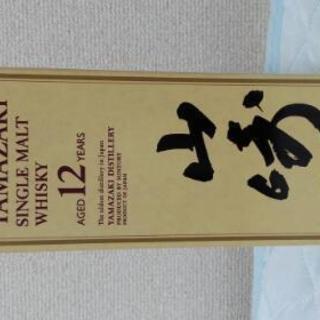 YAMAZAKI
SINGLE MALT
WHISKY
AGED 12 YEARS
The oldest distillery in Japan
YAMAZAKI DISTILLERY
PRODUCED BY SUNTORY
PRODUCT OF JAPAN
山崎